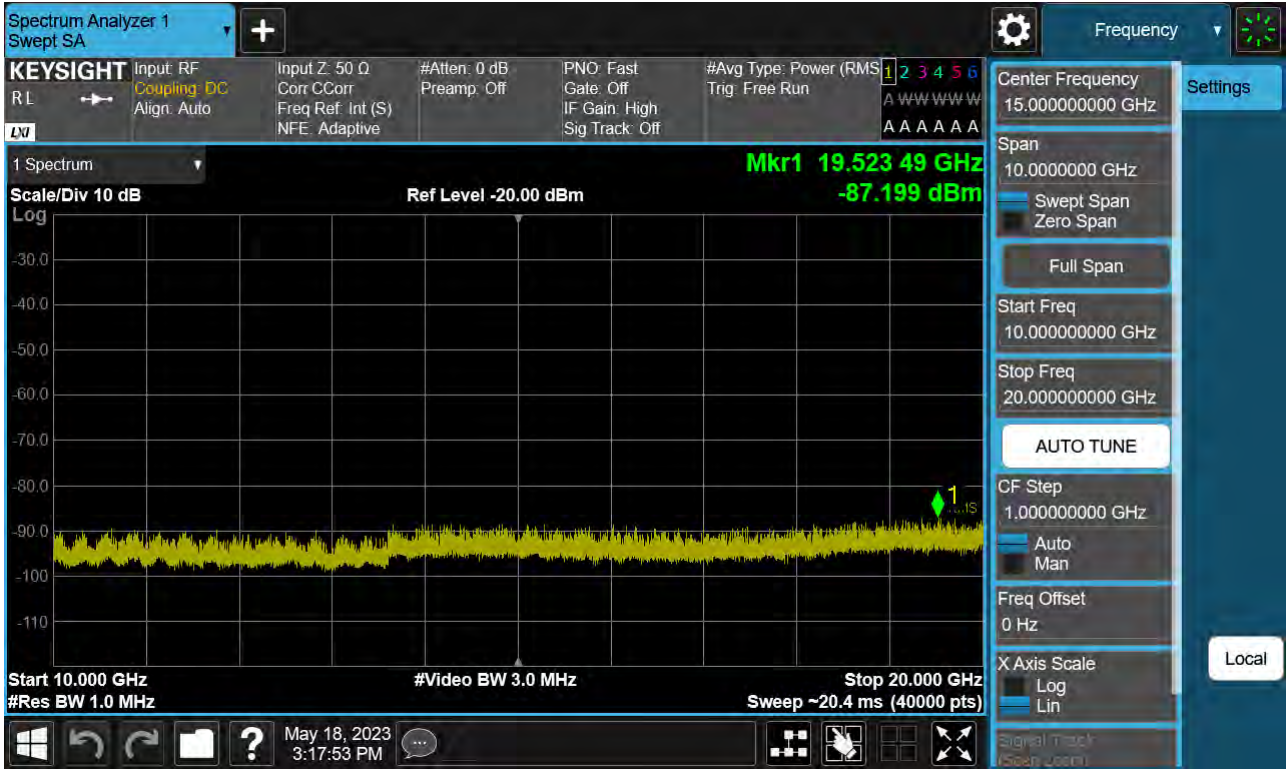 Spectrum Analyzer 1
Swept SA
+
Frequency
KEYSIGHT
R L
LXI
Input: RF
Coupling: DC
Align: Auto
Input Z: 50 Ω
Corr CCorr
Freq Ref: Int (S)
NFE: Adaptive
#Atten: 0 dB
Preamp: Off
PNO: Fast
Gate: Off
IF Gain: High
Sig Track: Off
#Avg Type: Power (RMS
Trig: Free Run
1 2 3 4 5 6
A W W W W W
A A A A A A
1 Spectrum
Scale/Div 10 dB
Log
Ref Level -20.00 dBm
Mkr1 19.523 49 GHz
-87.199 dBm
-30.0
-40.0
-50.0
-60.0
-70.0
-80.0
-90.0
-100
-110
1
Start 10.000 GHz
#Res BW 1.0 MHz
#Video BW 3.0 MHz
Stop 20.000 GHz
Sweep ~20.4 ms (40000 pts)
Center Frequency
15.000000000 GHz
Span
10.0000000 GHz
Swept Span
Zero Span
Full Span
Start Freq
10.000000000 GHz
Stop Freq
20.000000000 GHz
AUTO TUNE
CF Step
1.000000000 GHz
Auto
Man
Freq Offset
0 Hz
X Axis Scale
Log
Lin
Signal Track
(Span Zoom)
Settings
Local
?
May 18, 2023
3:17:53 PM